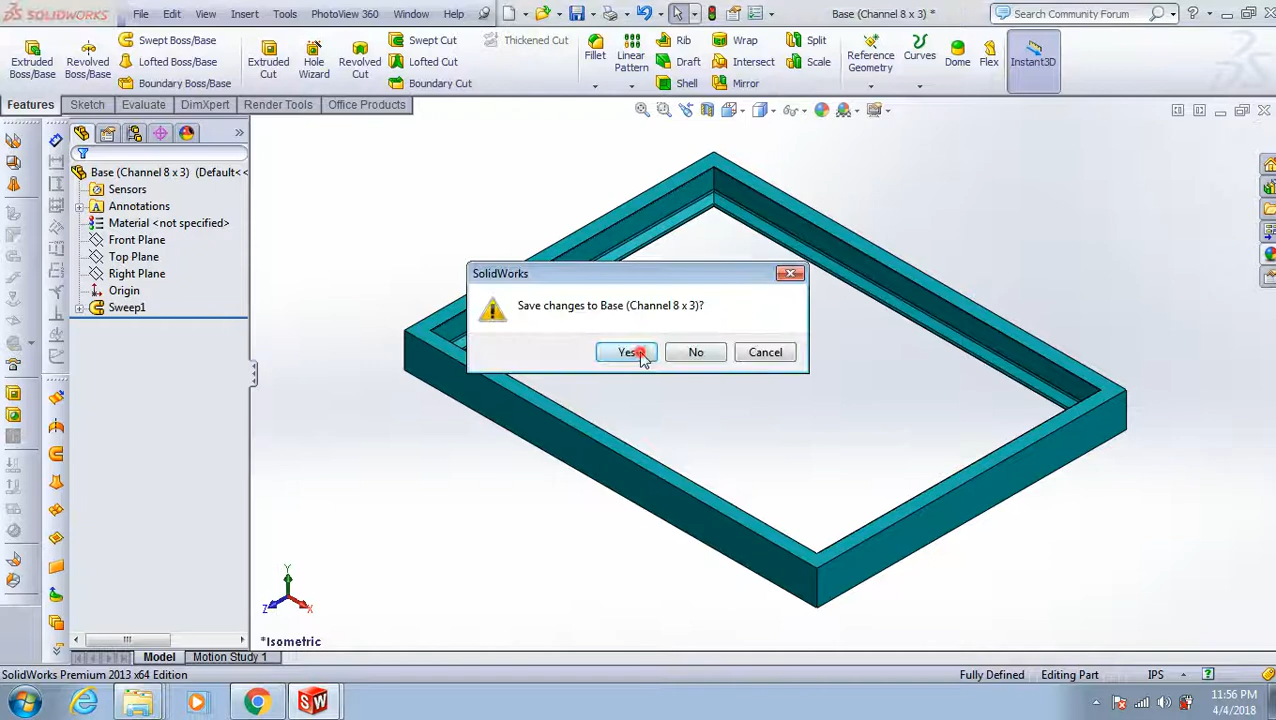 SOLIDWORKS File Edit View Insert Tools PhotoView 360 Window Help Base (Channel 8 x 3) * Search Community Forum
Extruded Boss/Base
Revolved Boss/Base
Swept Boss/Base
Lofted Boss/Base
Boundary Boss/Base
Extruded Cut
Hole Wizard
Revolved Cut
Swept Cut
Lofted Cut
Boundary Cut
Thickened Cut
Fillet
Linear Pattern
Rib
Draft
Shell
Wrap
Intersect
Mirror
Split
Scale
Reference Geometry
Curves
Dome
Flex
Instant3D
Features Sketch Evaluate DimXpert Render Tools Office Products
Base (Channel 8 x 3) (Default<<
Sensors
Annotations
Material <not specified>
Front Plane
Top Plane
Right Plane
Origin
Sweep1
SolidWorks
Save changes to Base (Channel 8 x 3)?
Yes No Cancel
Y
Z X
*Isometric
Model Motion Study 1
SolidWorks Premium 2013 x64 Edition Fully Defined Editing Part IPS
11:56 PM
4/4/2018